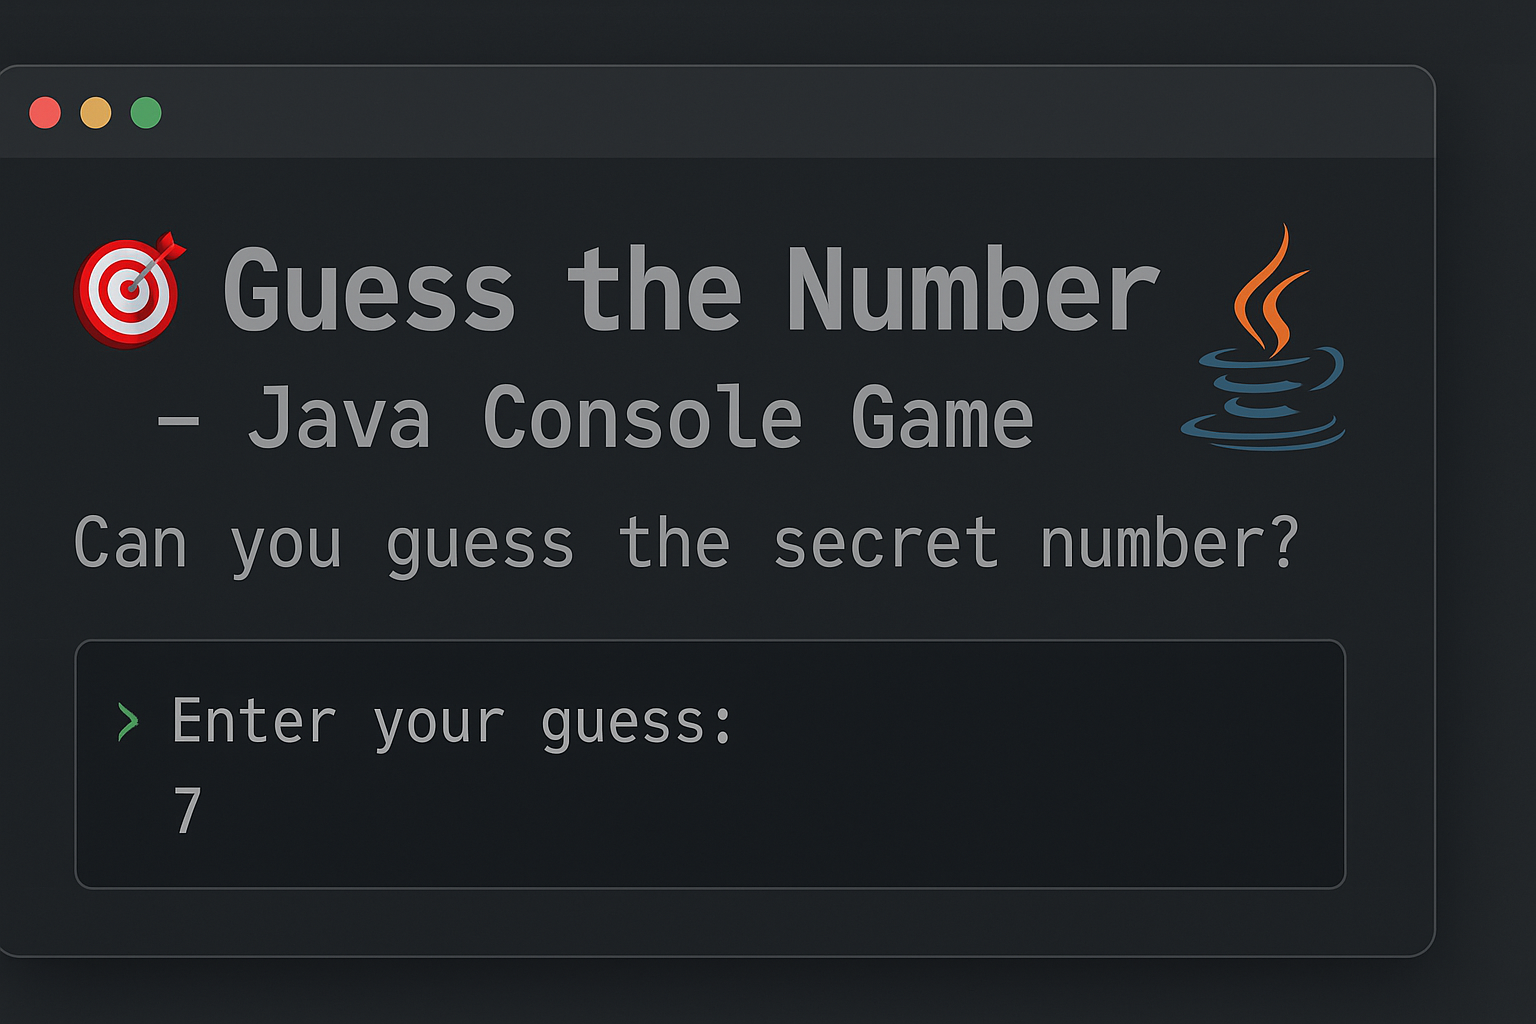 Guess the Number
– Java Console Game
Can you guess the secret number?
> Enter your guess:
7